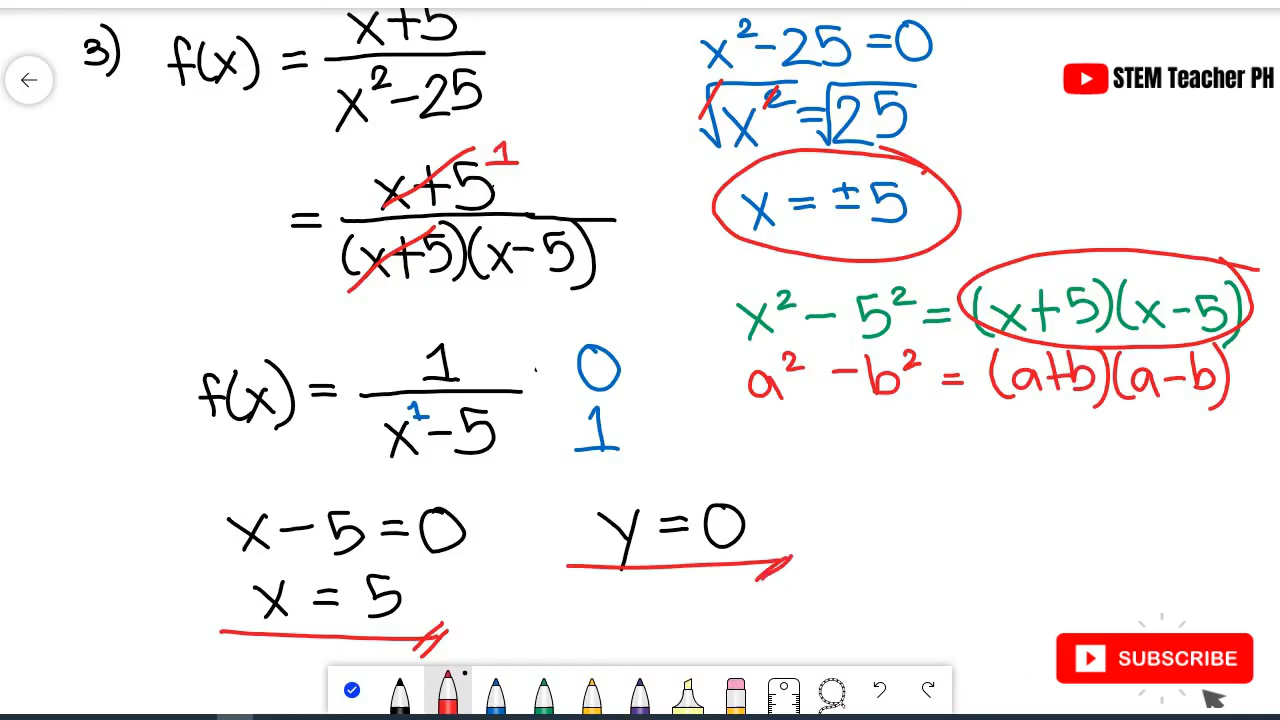 3) f(x) = x+5 / x² - 25
= x+5 1 / (x+5)(x-5)
f(x) = 1 / x¹ - 5
0
1
x - 5 = 0
x = 5
y = 0
x² - 25 = 0
√x² = √25
x = ±5
x² - 5² = (x+5)(x-5)
a² - b² = (a+b)(a-b)
STEM Teacher PH
SUBSCRIBE